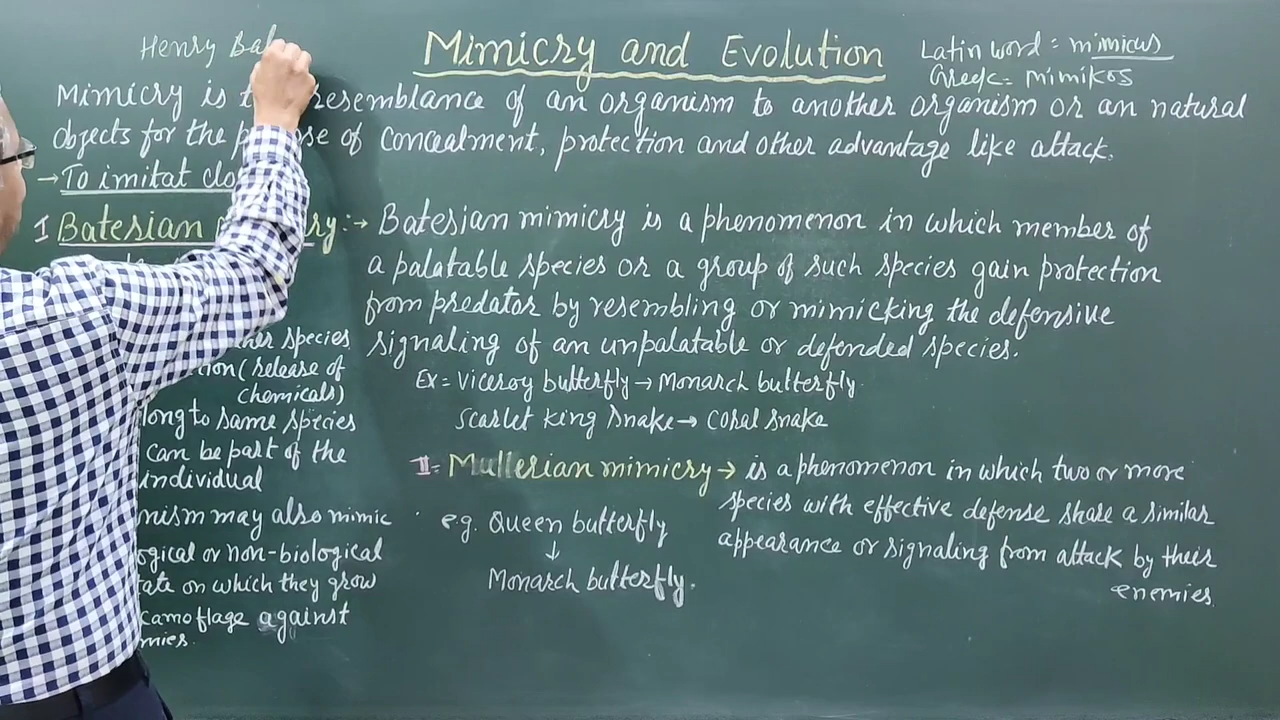 Henry
Mimicry and Evolution
Latin word = mimicus
Greek = mimikos
Mimicry is resemblance of an organism to another organism or an natural
objects for the of concealment, protection and other advantage like attack.
→ To imitat
I Batesian :→ Batesian mimicry is a phenomenon in which member of
a palatable species or a group of such species gain protection
from predator by resembling or mimicking the defensive
signaling of an unpalatable or defended species.
Ex = Viceroy butterfly → Monarch butterfly.
Scarlet king snake → coral snake
species
(release of
chemicals)
to same species
can be part of the
individual
may also mimic
or non-biological
on which they grow
camoflage against
II = Mullerian mimicry → is a phenomenon in which two or more
species with effective defense share a similar
appearance or signaling from attack by their
enemies.
e.g. Queen butterfly
↓
Monarch butterfly.